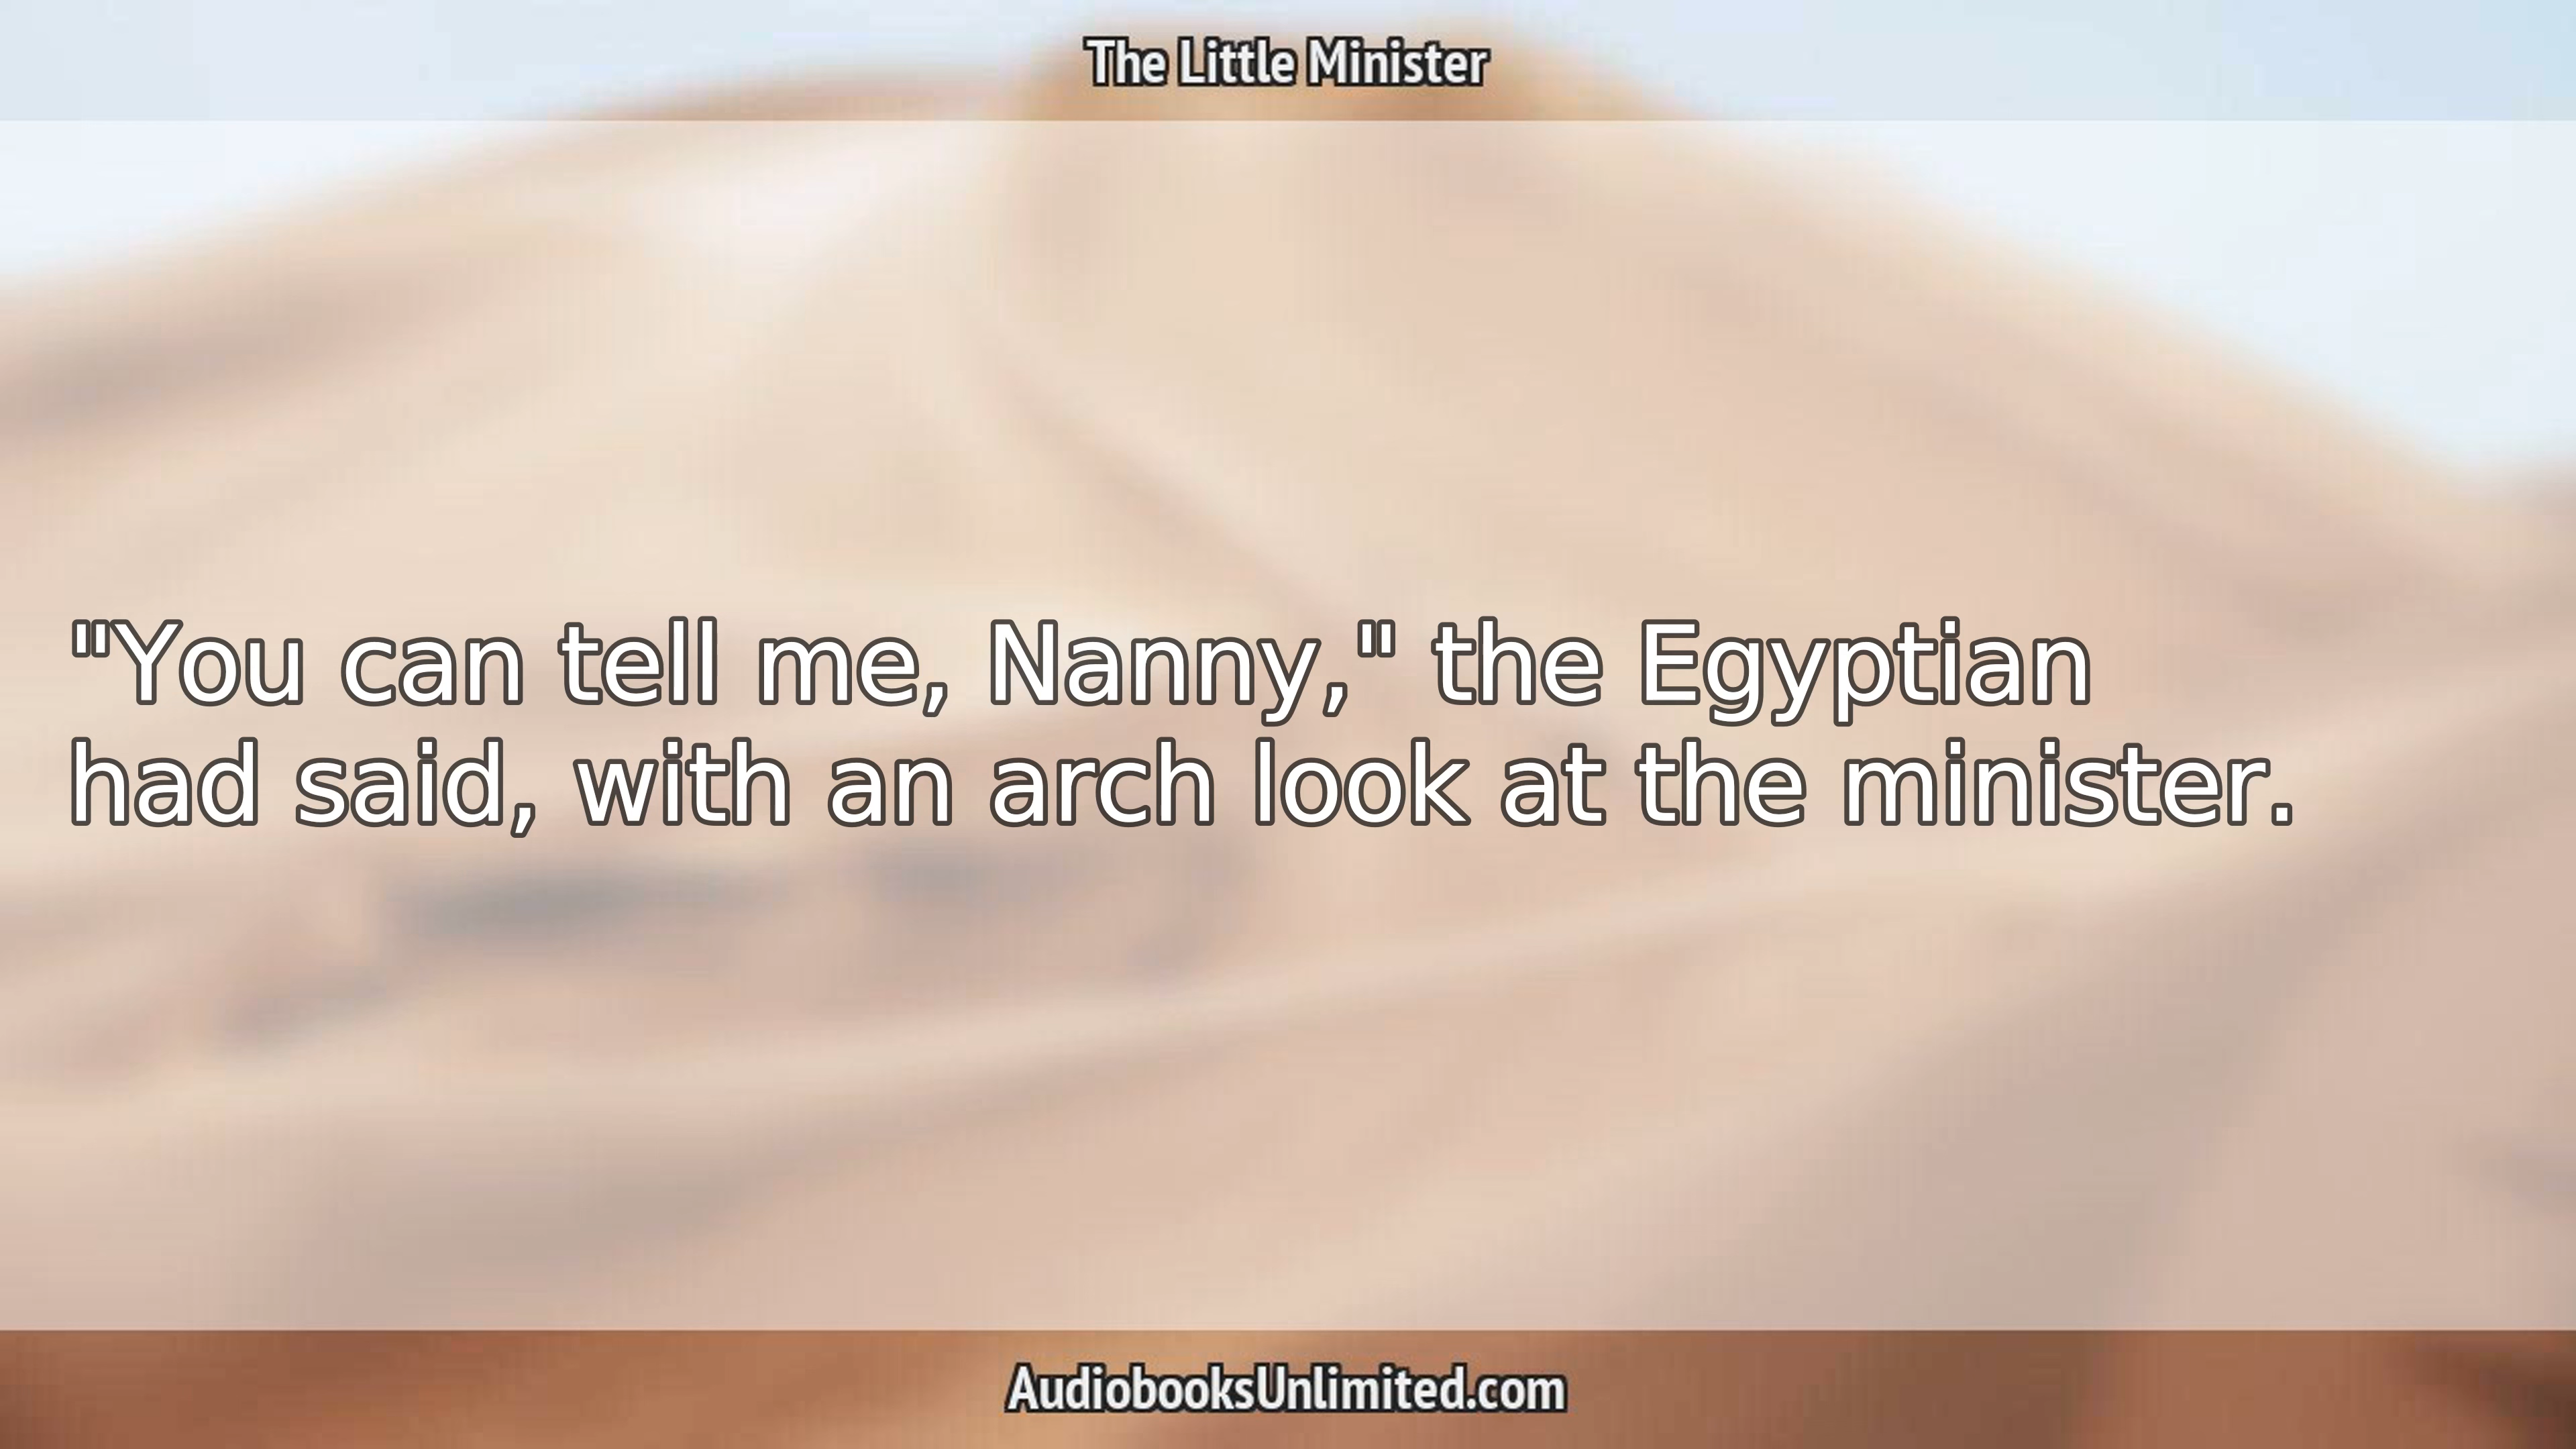 The Little Minister
"You can tell me, Nanny," the Egyptian
had said, with an arch look at the minister.
AudiobooksUnlimited.com